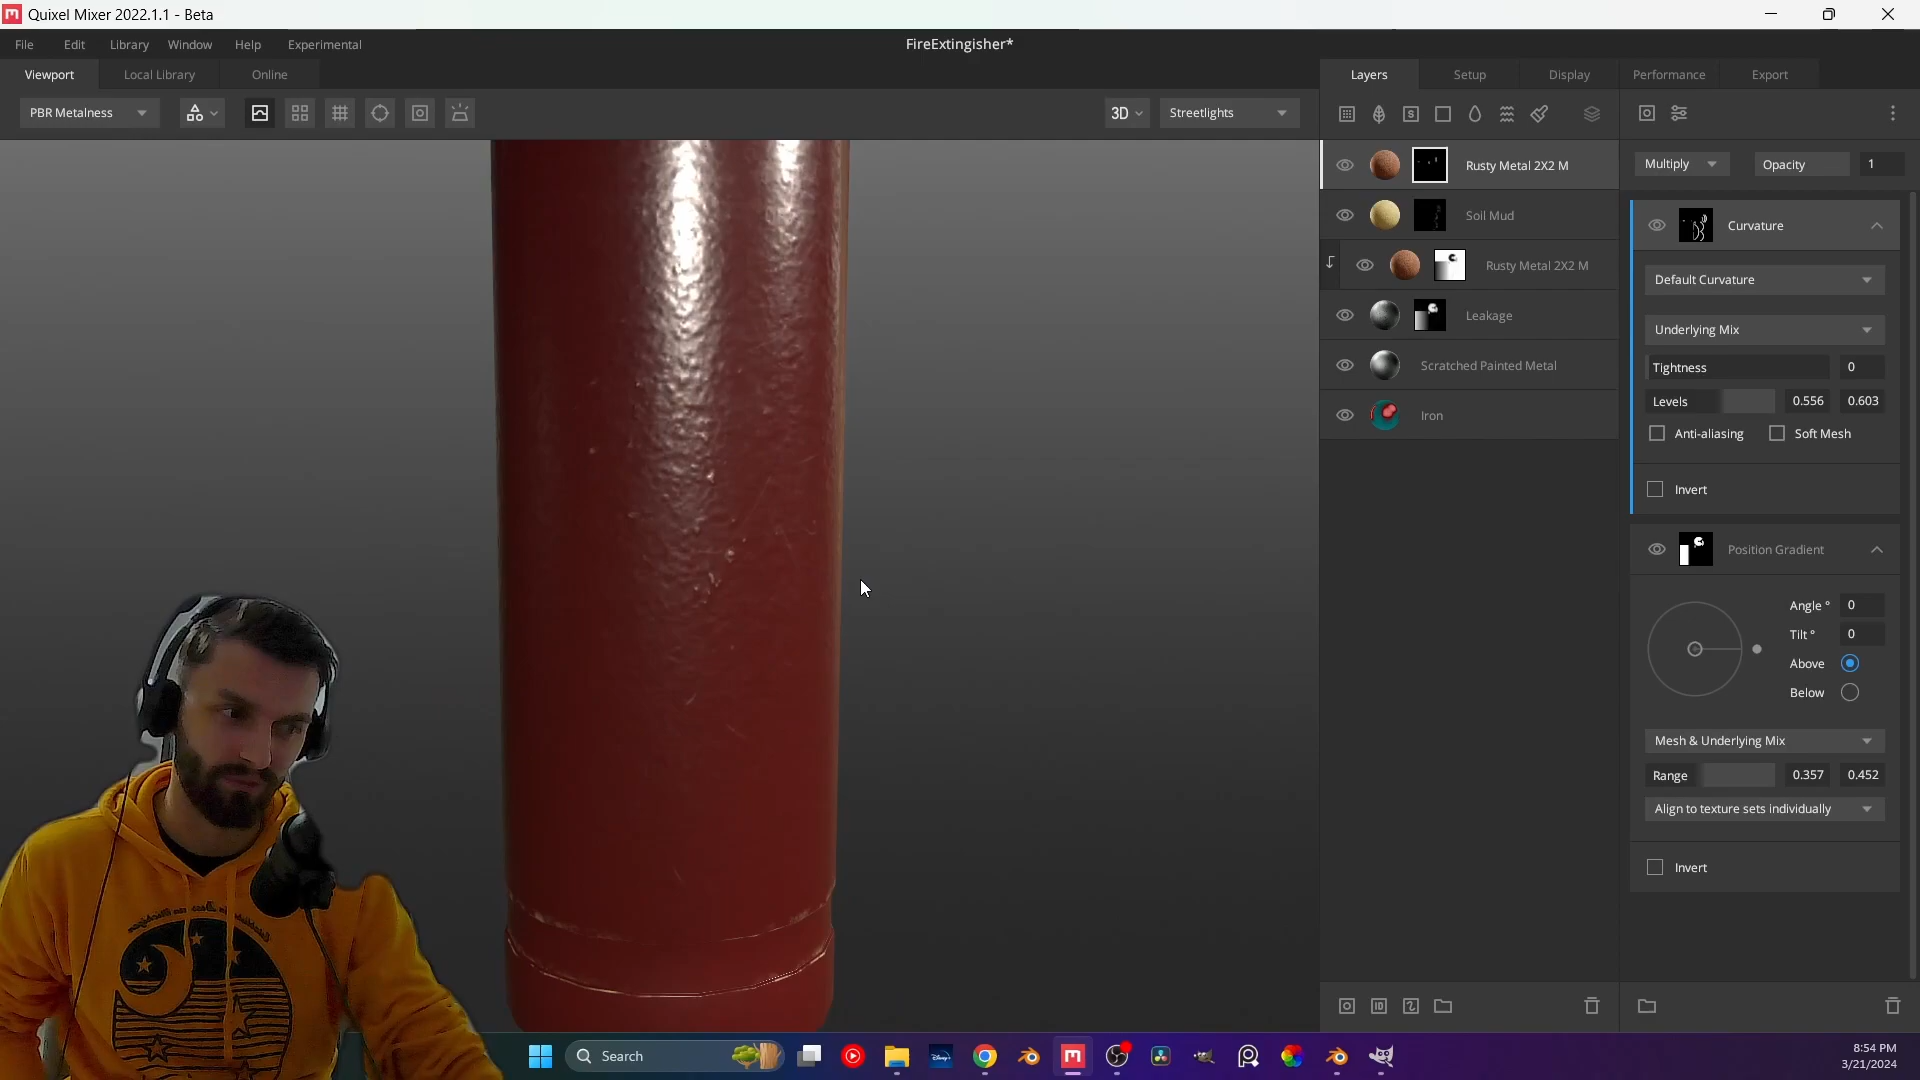 Quixel Mixer 2022.1.1 - Beta
File Edit Library Window Help Experimental
FireExtingisher*
Viewport Local Library Online
Layers Setup Display Performance Export
PBR Metalness
3D Streetlights
Rusty Metal 2X2 M
Soil Mud
Rusty Metal 2X2 M
Leakage
Scratched Painted Metal
Iron
Multiply Opacity 1
Curvature
Default Curvature
Underlying Mix
Tightness 0
Levels 0.556 0.603
Anti-aliasing Soft Mesh
Invert
Position Gradient
Angle ° 0
Tilt ° 0
Above
Below
Mesh & Underlying Mix
Range 0.357 0.452
Align to texture sets individually
Invert
Search
8:54 PM
3/21/2024